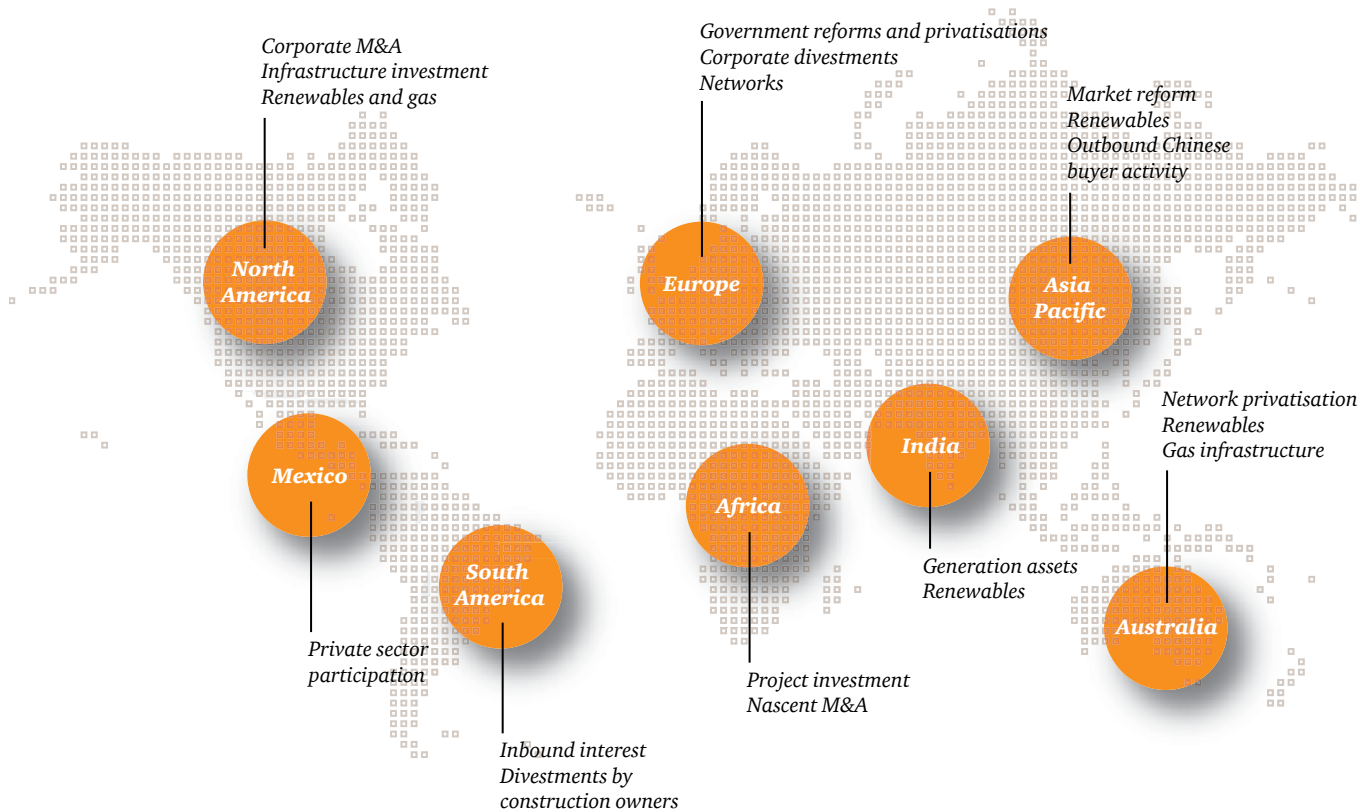 Corporate M&A
Infrastructure investment
Renewables and gas
North
America
Government reforms and privatisations
Corporate divestments
Networks
Europe
Market reform
Renewables
Outbound Chinese
buyer activity
Asia
Pacific
Mexico
Private sector
participation
South
America
Inbound interest
Divestments by
construction owners
Africa
Project investment
Nascent M&A
India
Generation assets
Renewables
Network privatisation
Renewables
Gas infrastructure
Australia